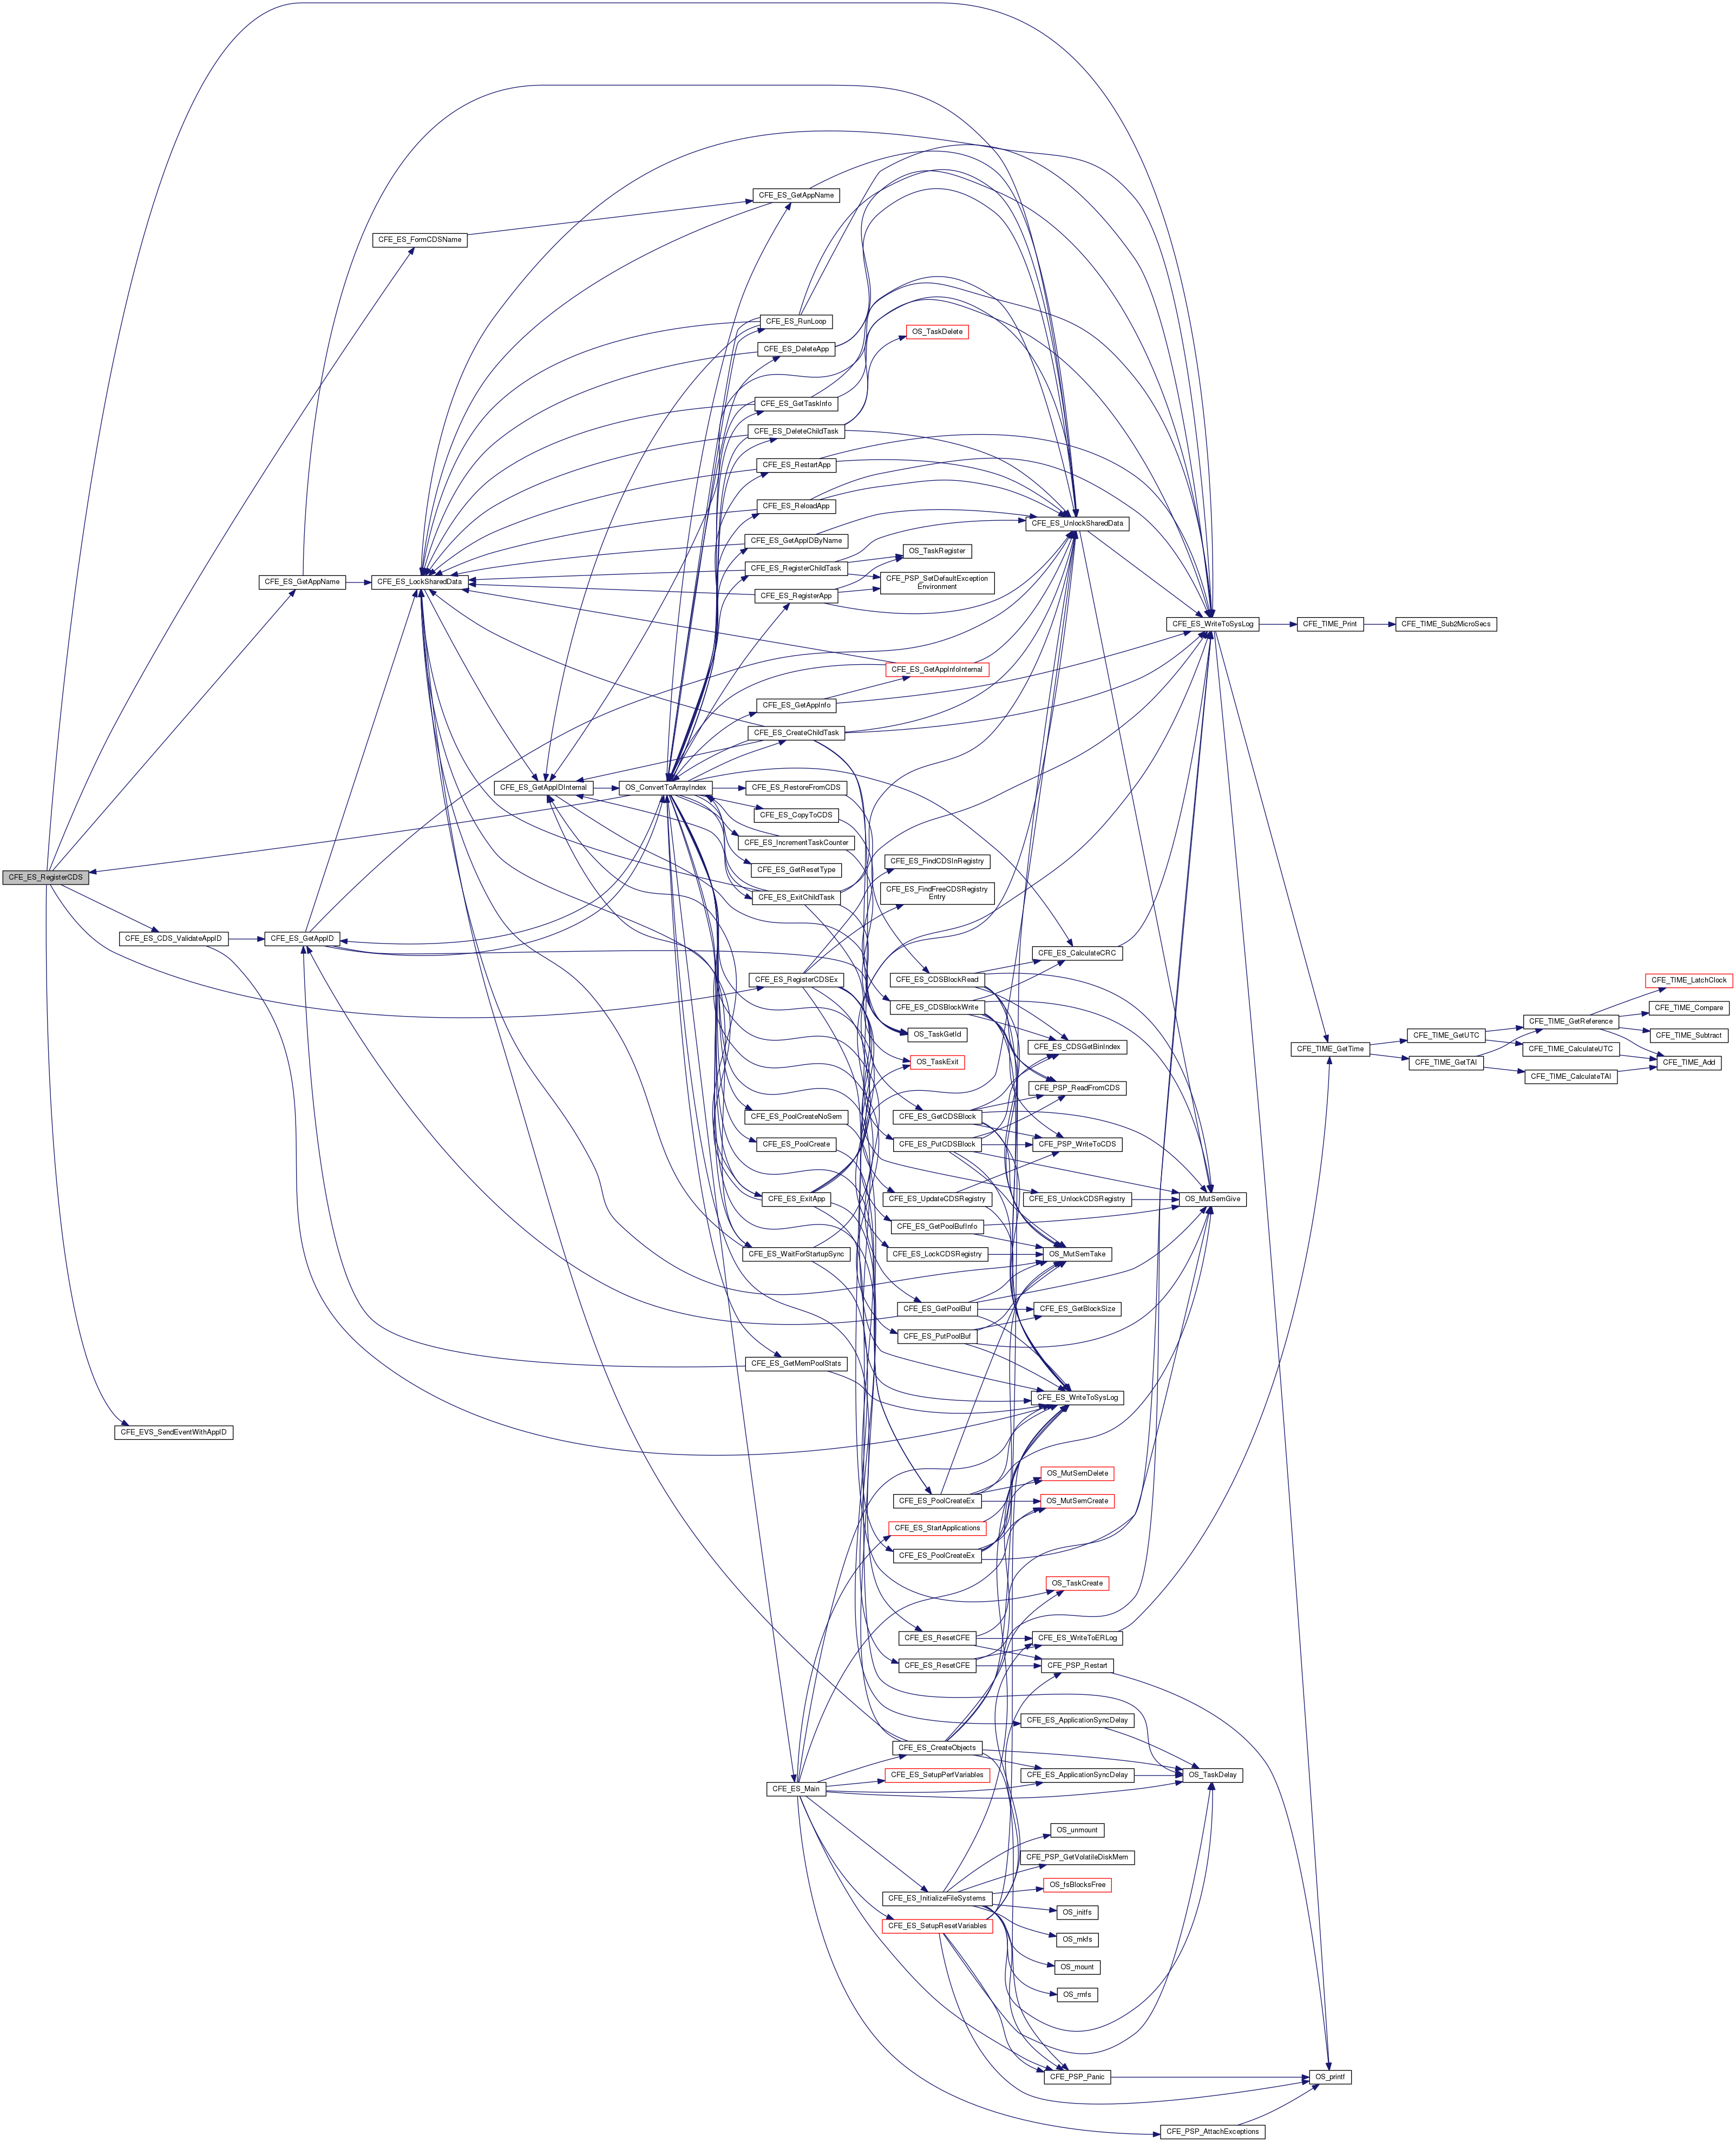 CFE_ES_GetAppName
CFE_ES_FormCDSName
CFE_ES_RunLoop
OS_TaskDelete
CFE_ES_DeleteApp
CFE_ES_GetTaskInfo
CFE_ES_DeleteChildTask
CFE_ES_RestartApp
CFE_ES_ReloadApp
CFE_ES_UnlockSharedData
CFE_ES_GetAppIDByName
OS_TaskRegister
CFE_ES_RegisterChildTask
CFE_PSP_SetDefaultException
Environment
CFE_ES_GetAppName
CFE_ES_LockSharedData
CFE_ES_RegisterApp
CFE_ES_WriteToSysLog
CFE_TIME_Print
CFE_TIME_Sub2MicroSecs
CFE_ES_GetAppInfoInternal
CFE_ES_GetAppInfo
CFE_ES_CreateChildTask
CFE_ES_GetAppIDInternal
OS_ConvertToArrayIndex
CFE_ES_RestoreFromCDS
CFE_ES_CopyToCDS
CFE_ES_IncrementTaskCounter
CFE_ES_FindCDSInRegistry
CFE_ES_GetResetType
CFE_ES_RegisterCDS
CFE_ES_FindFreeCDSRegistry
Entry
CFE_ES_ExitChildTask
CFE_ES_CDS_ValidateAppID
CFE_ES_GetAppID
CFE_ES_CalculateCRC
CFE_ES_RegisterCDSEx
CFE_ES_CDSBlockRead
CFE_TIME_LatchClock
CFE_ES_CDSBlockWrite
CFE_TIME_Compare
CFE_TIME_GetReference
OS_TaskGetId
CFE_TIME_GetUTC
CFE_TIME_Subtract
CFE_ES_CDSGetBinIndex
CFE_TIME_GetTime
CFE_TIME_CalculateUTC
OS_TaskExit
CFE_TIME_GetTAI
CFE_TIME_Add
CFE_TIME_CalculateTAI
CFE_PSP_ReadFromCDS
CFE_ES_PoolCreateNoSem
CFE_ES_GetCDSBlock
CFE_ES_PoolCreate
CFE_ES_PutCDSBlock
CFE_PSP_WriteToCDS
CFE_ES_ExitApp
CFE_ES_UpdateCDSRegistry
CFE_ES_UnlockCDSRegistry
OS_MutSemGive
CFE_ES_GetPoolBufInfo
CFE_ES_WaitForStartupSync
CFE_ES_LockCDSRegistry
OS_MutSemTake
CFE_ES_GetPoolBuf
CFE_ES_GetBlockSize
CFE_ES_PutPoolBuf
CFE_ES_GetMemPoolStats
CFE_ES_WriteToSysLog
CFE_EVS_SendEventWithAppID
OS_MutSemDelete
CFE_ES_PoolCreateEx
OS_MutSemCreate
CFE_ES_StartApplications
CFE_ES_PoolCreateEx
OS_TaskCreate
CFE_ES_ResetCFE
CFE_ES_WriteToERLog
CFE_ES_ResetCFE
CFE_PSP_Restart
CFE_ES_ApplicationSyncDelay
CFE_ES_CreateObjects
CFE_ES_SetupPerfVariables
CFE_ES_ApplicationSyncDelay
OS_TaskDelay
CFE_ES_Main
OS_unmount
CFE_PSP_GetVolatileDiskMem
OS_fsBlocksFree
CFE_ES_InitializeFileSystems
OS_initfs
CFE_ES_SetupResetVariables
OS_mkfs
OS_mount
OS_rmfs
CFE_PSP_Panic
OS_printf
CFE_PSP_AttachExceptions